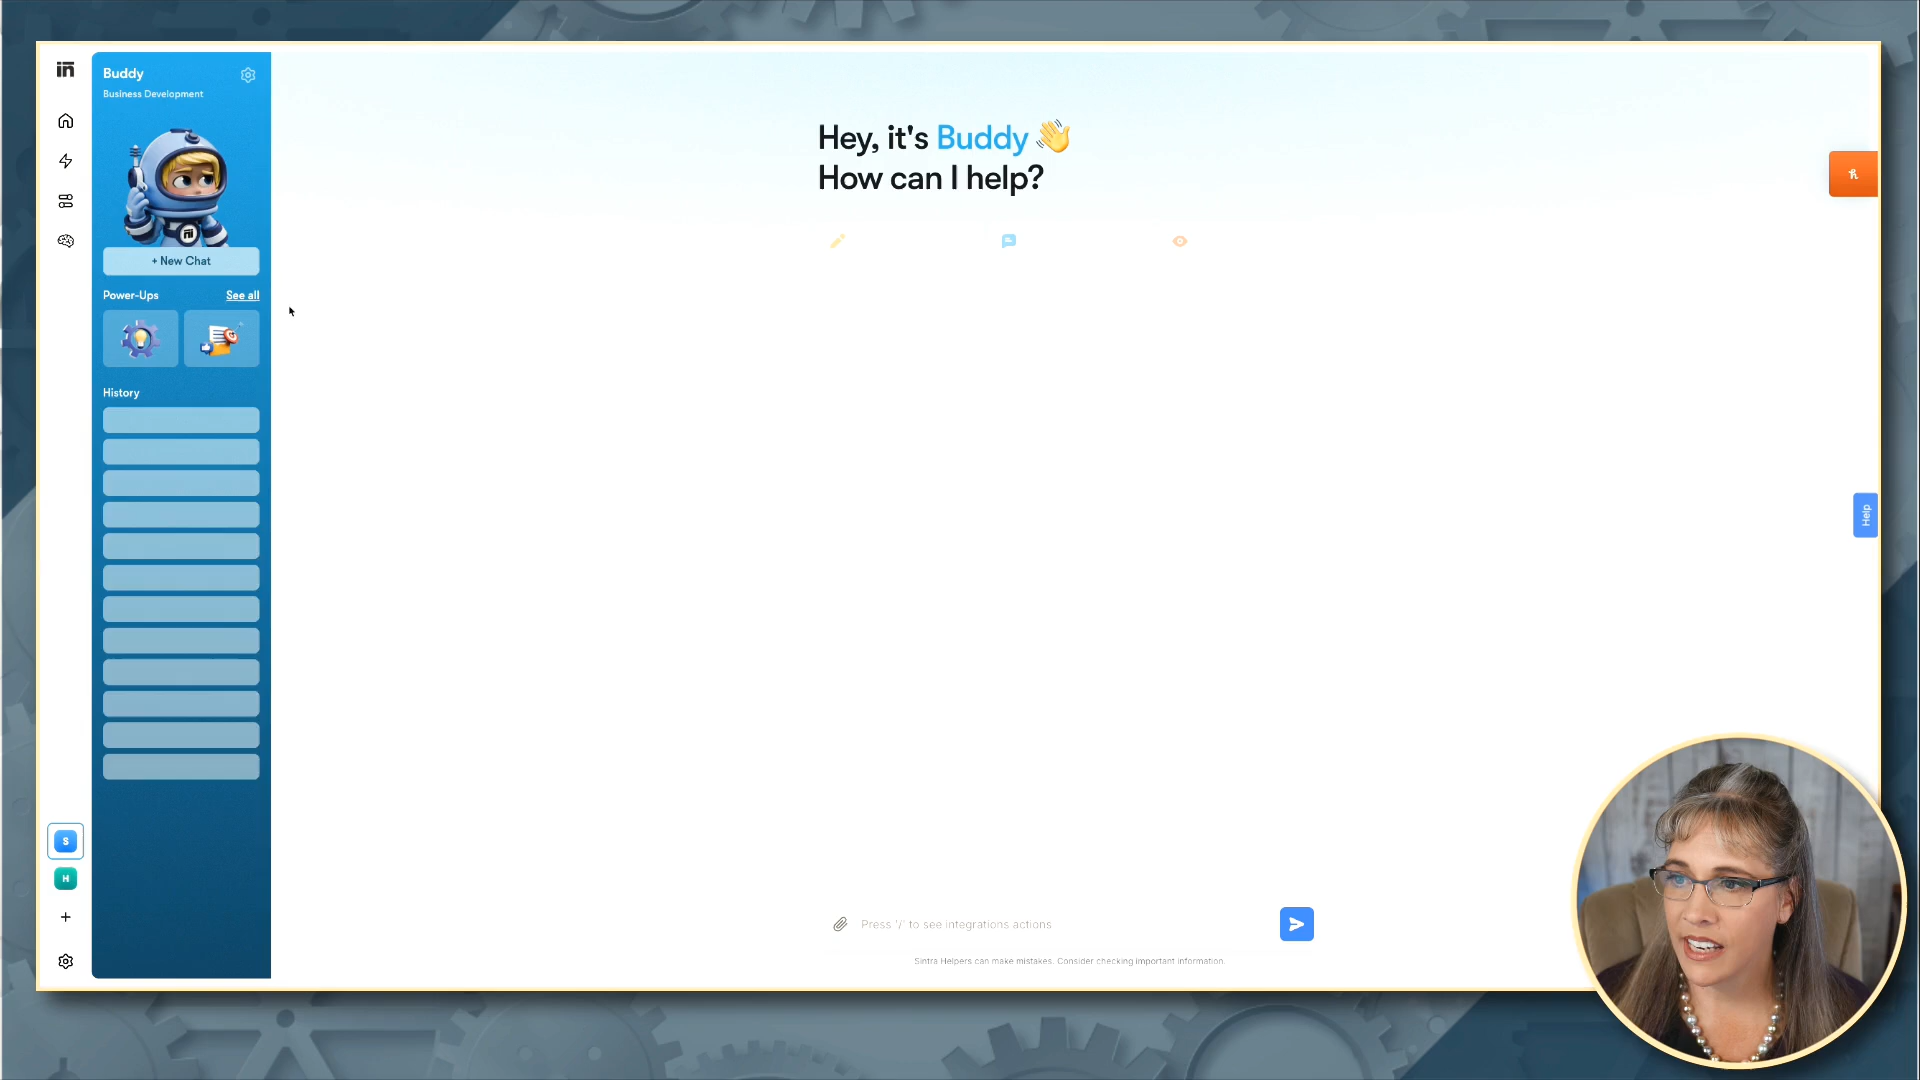 Buddy
Business Development
+ New Chat
Power-Ups
See all
History
S
H
Hey, it's Buddy 👋
How can I help?
Help
Press '/' to see integrations actions
Sintra Helpers can make mistakes. Consider checking important information.